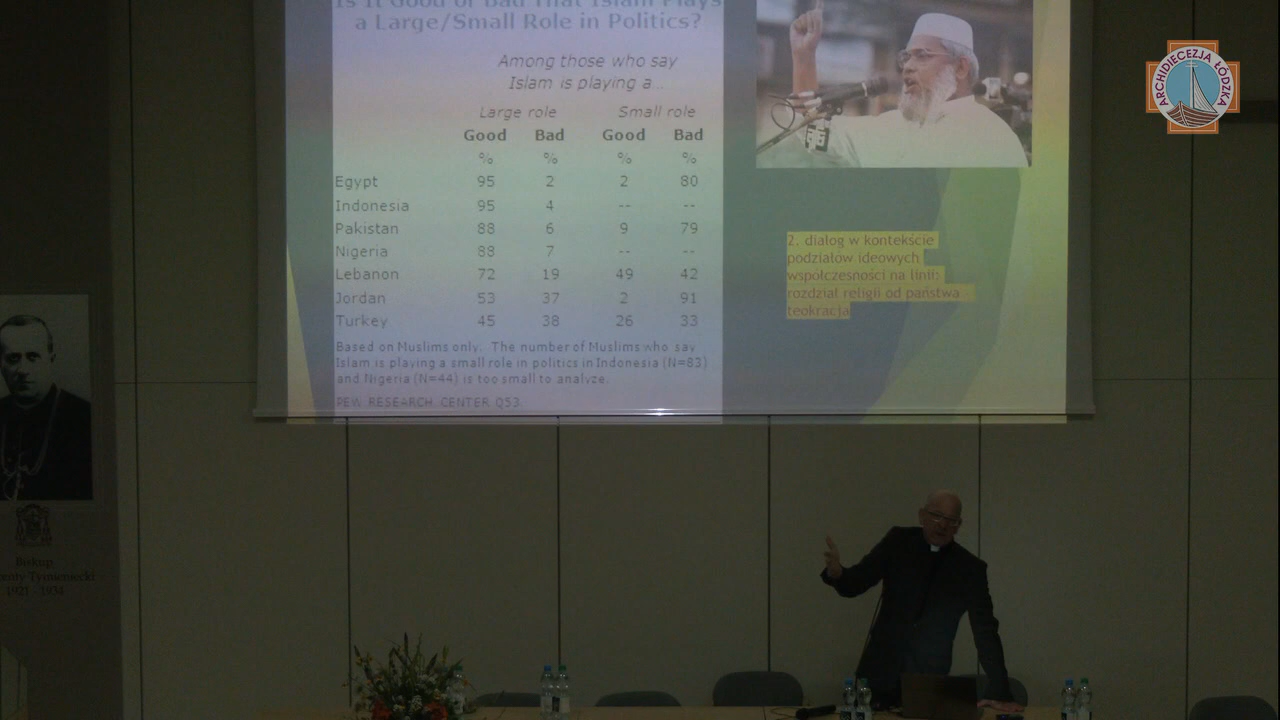 Is It Good or Bad That Islam Plays
a Large/Small Role in Politics?
Among those who say
Islam is playing a...
Large role Small role
Good Bad Good Bad
% % % %
Egypt 95 2 2 80
Indonesia 95 4 -- --
Pakistan 88 6 9 79
Nigeria 88 7 -- --
Lebanon 72 19 49 42
Jordan 53 37 2 91
Turkey 45 38 26 33
Based on Muslims only. The number of Muslims who say
Islam is playing a small role in politics in Indonesia (N=83)
and Nigeria (N=44) is too small to analyze.
PEW RESEARCH CENTER Q53
2. dialog w kontekście
podziałów ideowych
współczesności na linii:
rozdział religii od państwa -
teokracja
ARCHIDIECEZJA ŁÓDZKA
Biskup
Tymieniecki
1921 - 1934